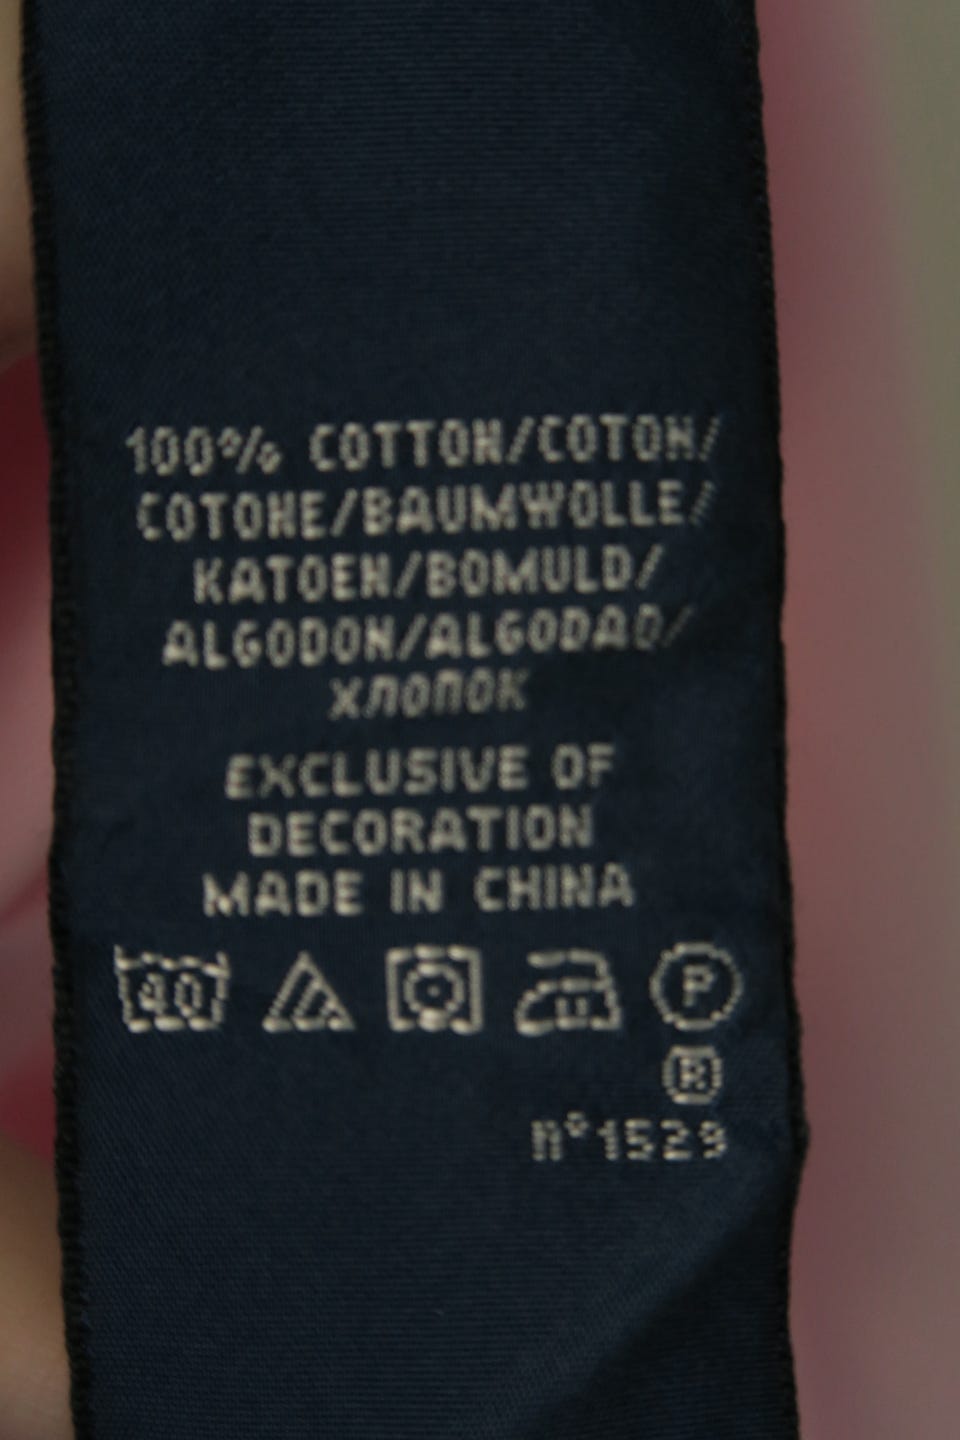 100% COTTON/COTON/
COTONE/BAUMWOLLE/
KATOEN/BOMULD/
ALGODON/ALGODAO/
ХЛОПОК
EXCLUSIVE OF
DECORATION
MADE IN CHINA
40 P
®
n°1529